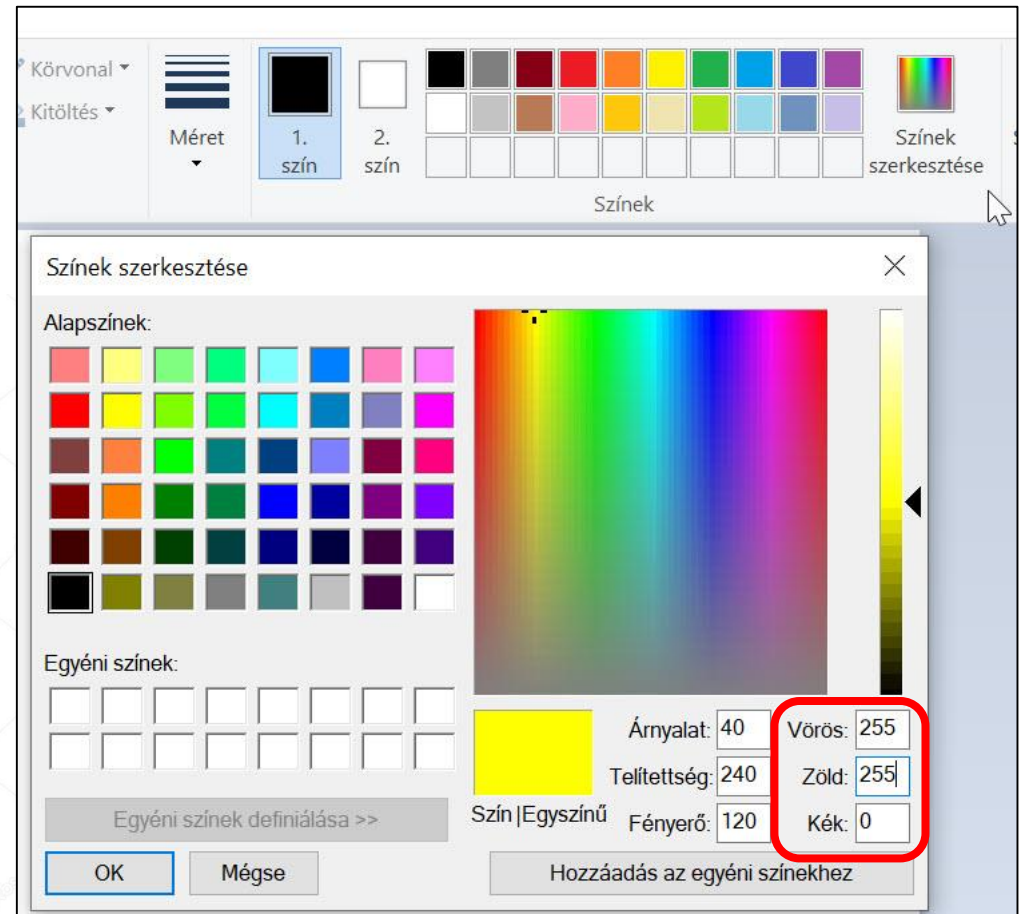 Körvonal
Kitöltés
Méret
1.
szín
2.
szín
Színek
szerkesztése
Színek
Színek szerkesztése
Alapszínek:
Egyéni színek:
Árnyalat: 40 Vörös: 255
Telítettség: 240 Zöld: 255
Szín|Egyszínű Fényerő: 120 Kék: 0
Egyéni színek definiálása >>
OK Mégse Hozzáadás az egyéni színekhez